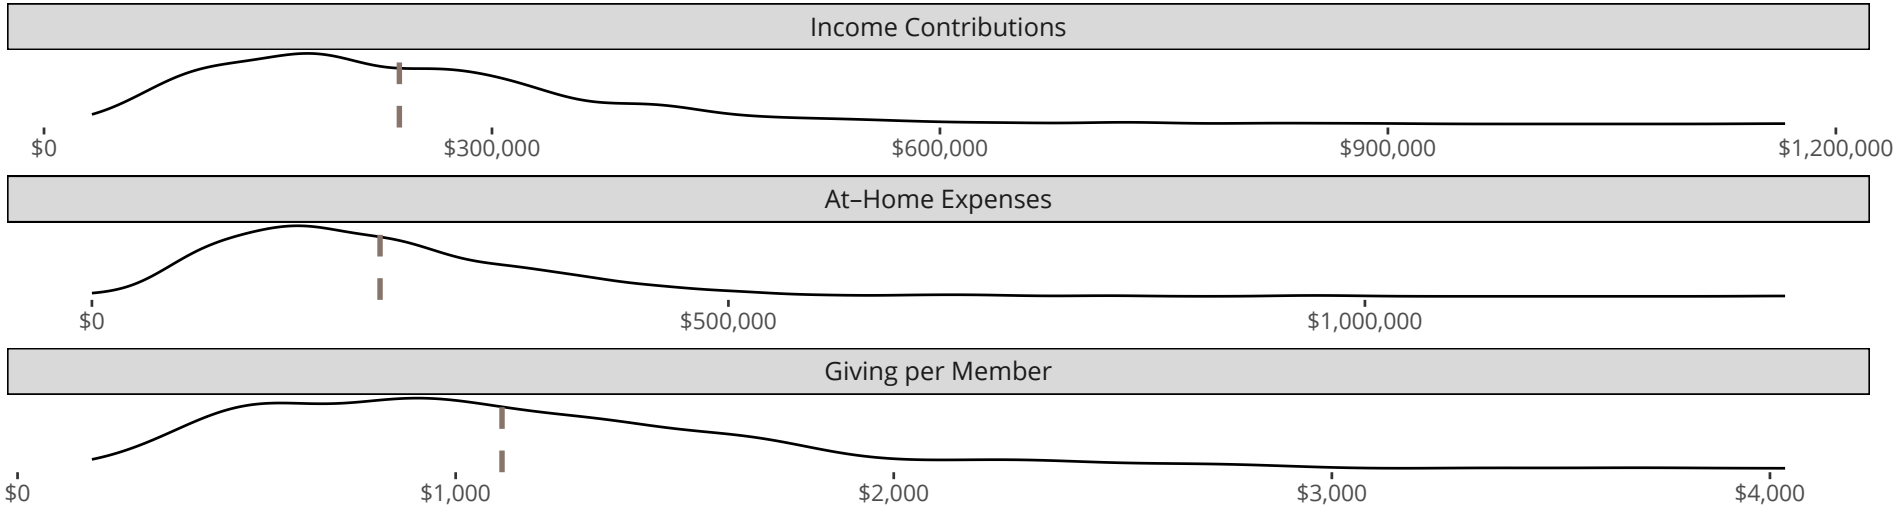 Income Contributions
$0 $300,000 $600,000 $900,000 $1,200,000
At–Home Expenses
$0 $500,000 $1,000,000
Giving per Member
$0 $1,000 $2,000 $3,000 $4,000